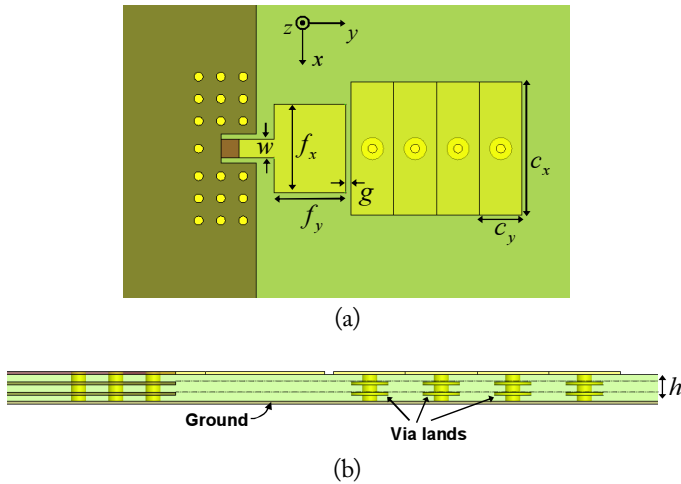 z y
x
w f_x
g c_x
f_y c_y
(a)
h
Ground
Via lands
(b)